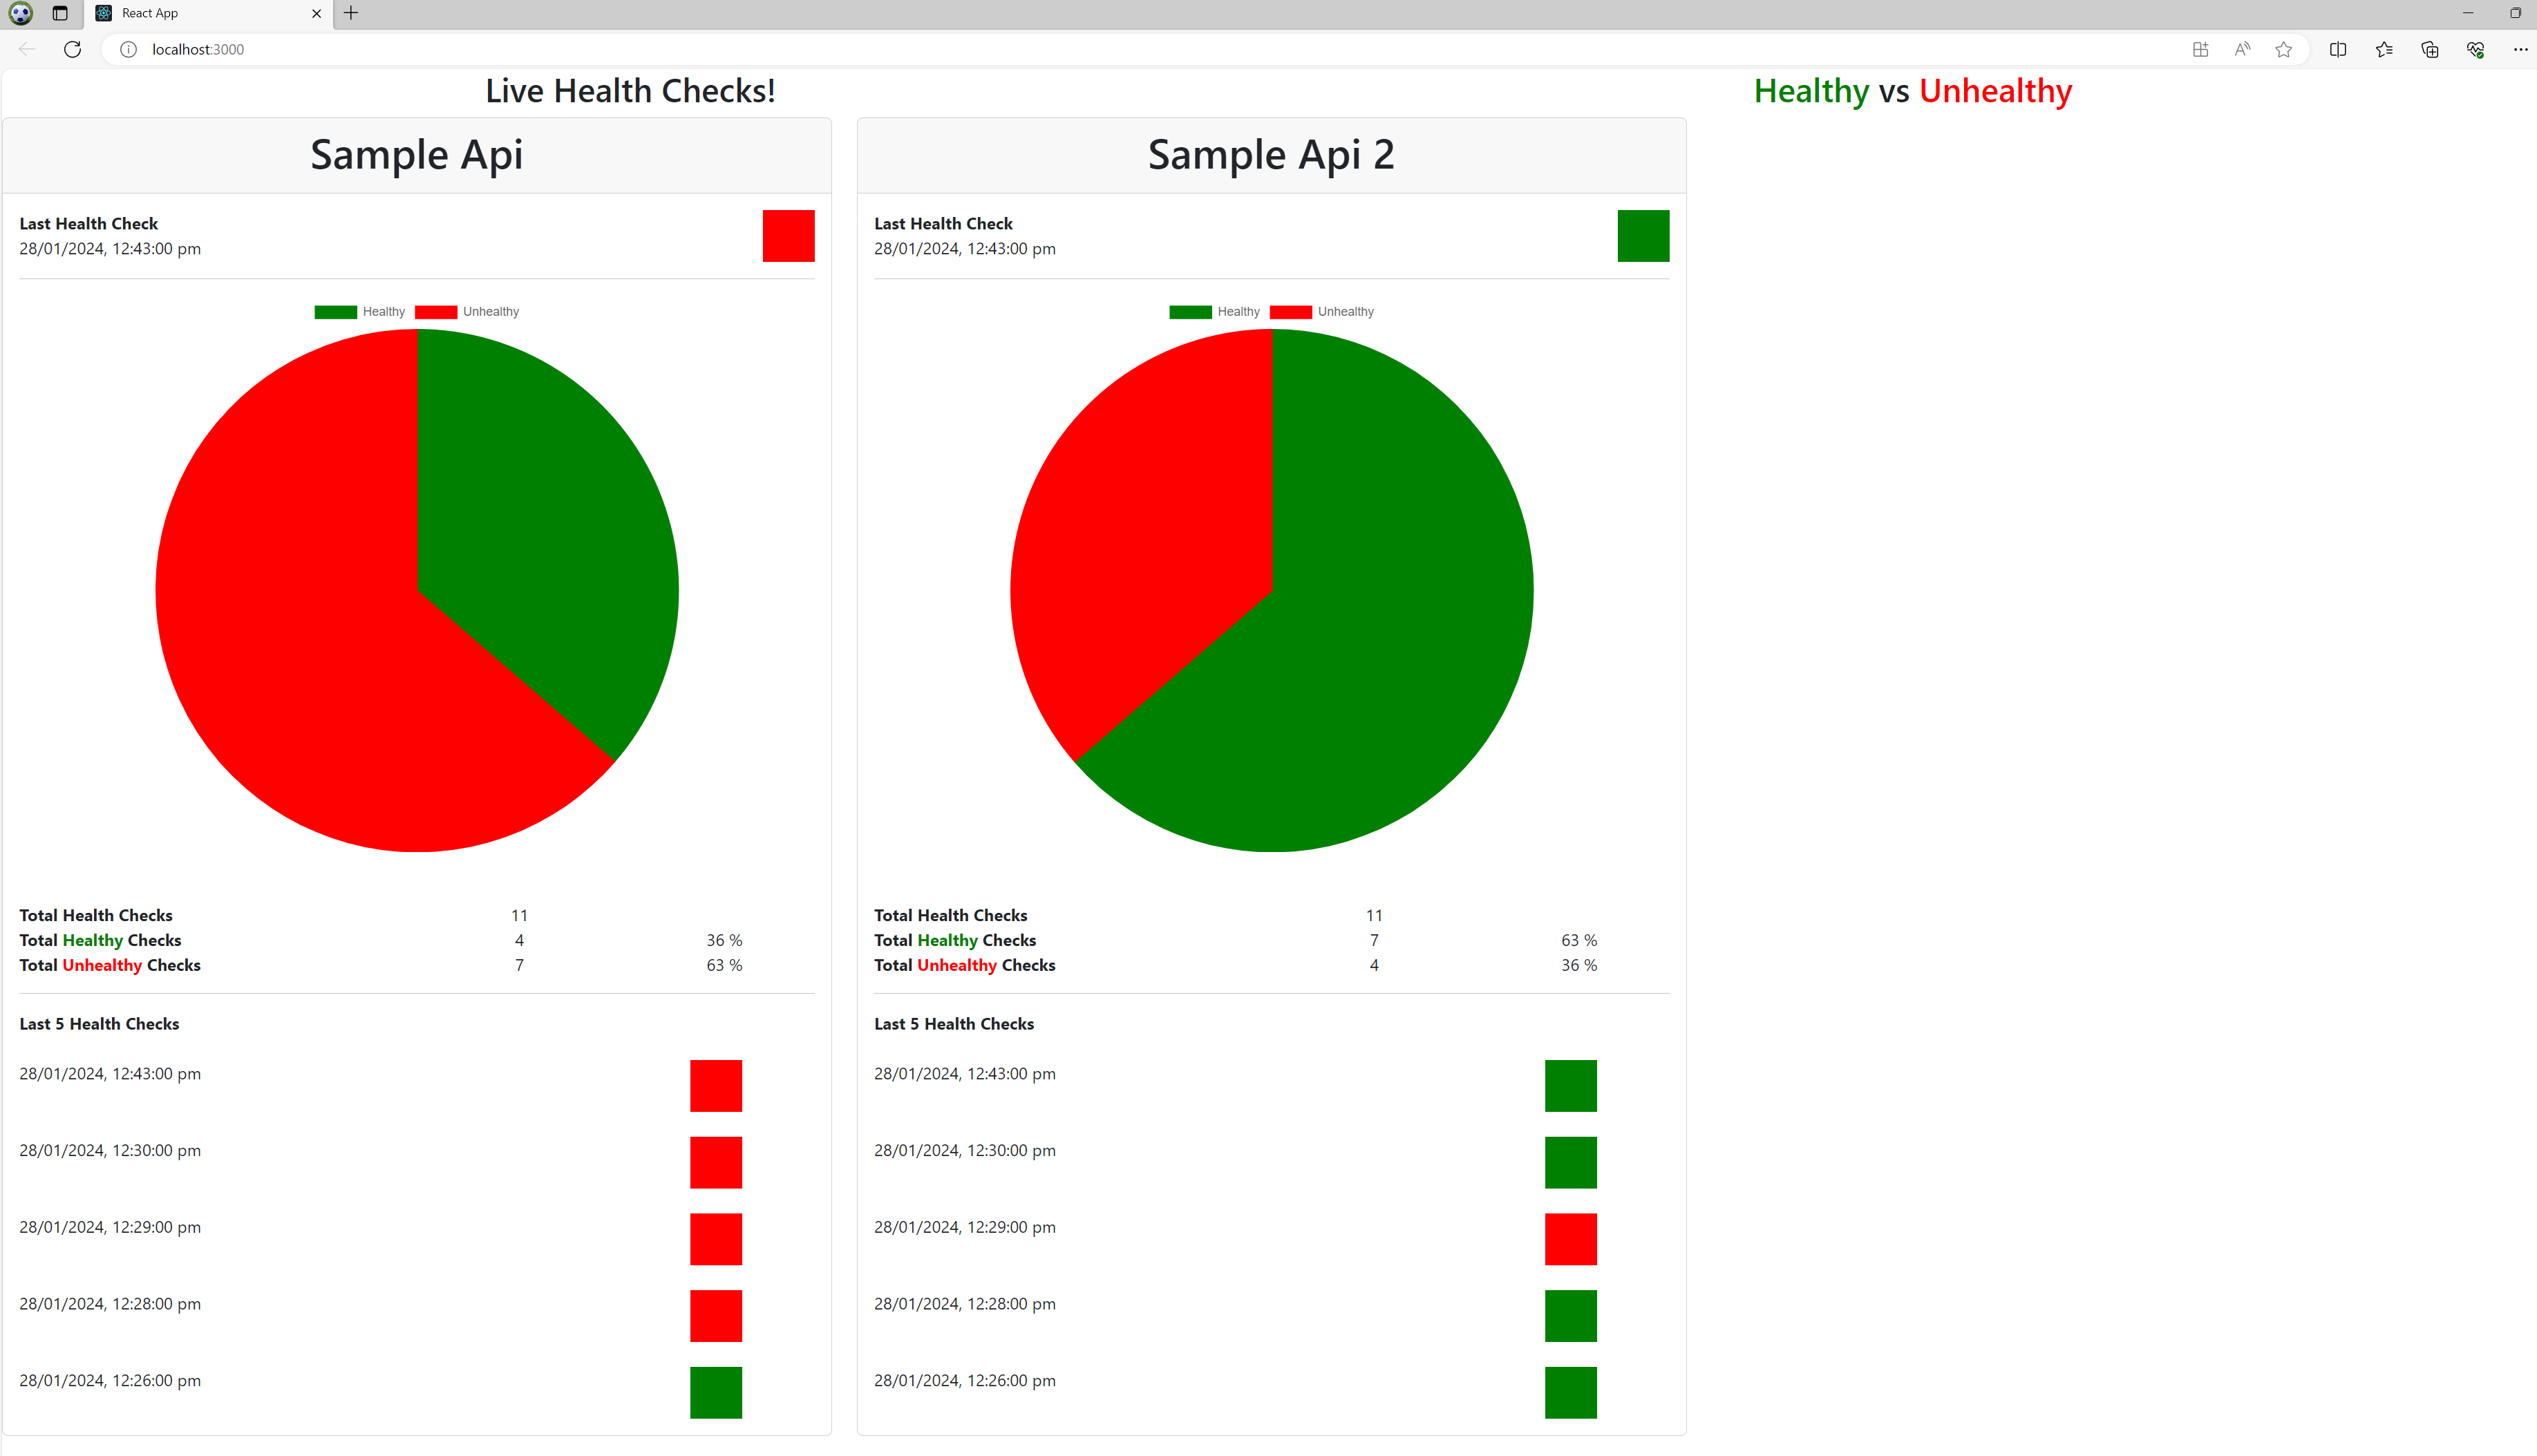 React App
localhost:3000
Live Health Checks!
Healthy vs Unhealthy
Sample Api
Last Health Check
28/01/2024, 12:43:00 pm
Healthy Unhealthy
Total Health Checks 11
Total Healthy Checks 4 36 %
Total Unhealthy Checks 7 63 %
Last 5 Health Checks
28/01/2024, 12:43:00 pm
28/01/2024, 12:30:00 pm
28/01/2024, 12:29:00 pm
28/01/2024, 12:28:00 pm
28/01/2024, 12:26:00 pm
Sample Api 2
Last Health Check
28/01/2024, 12:43:00 pm
Healthy Unhealthy
Total Health Checks 11
Total Healthy Checks 7 63 %
Total Unhealthy Checks 4 36 %
Last 5 Health Checks
28/01/2024, 12:43:00 pm
28/01/2024, 12:30:00 pm
28/01/2024, 12:29:00 pm
28/01/2024, 12:28:00 pm
28/01/2024, 12:26:00 pm